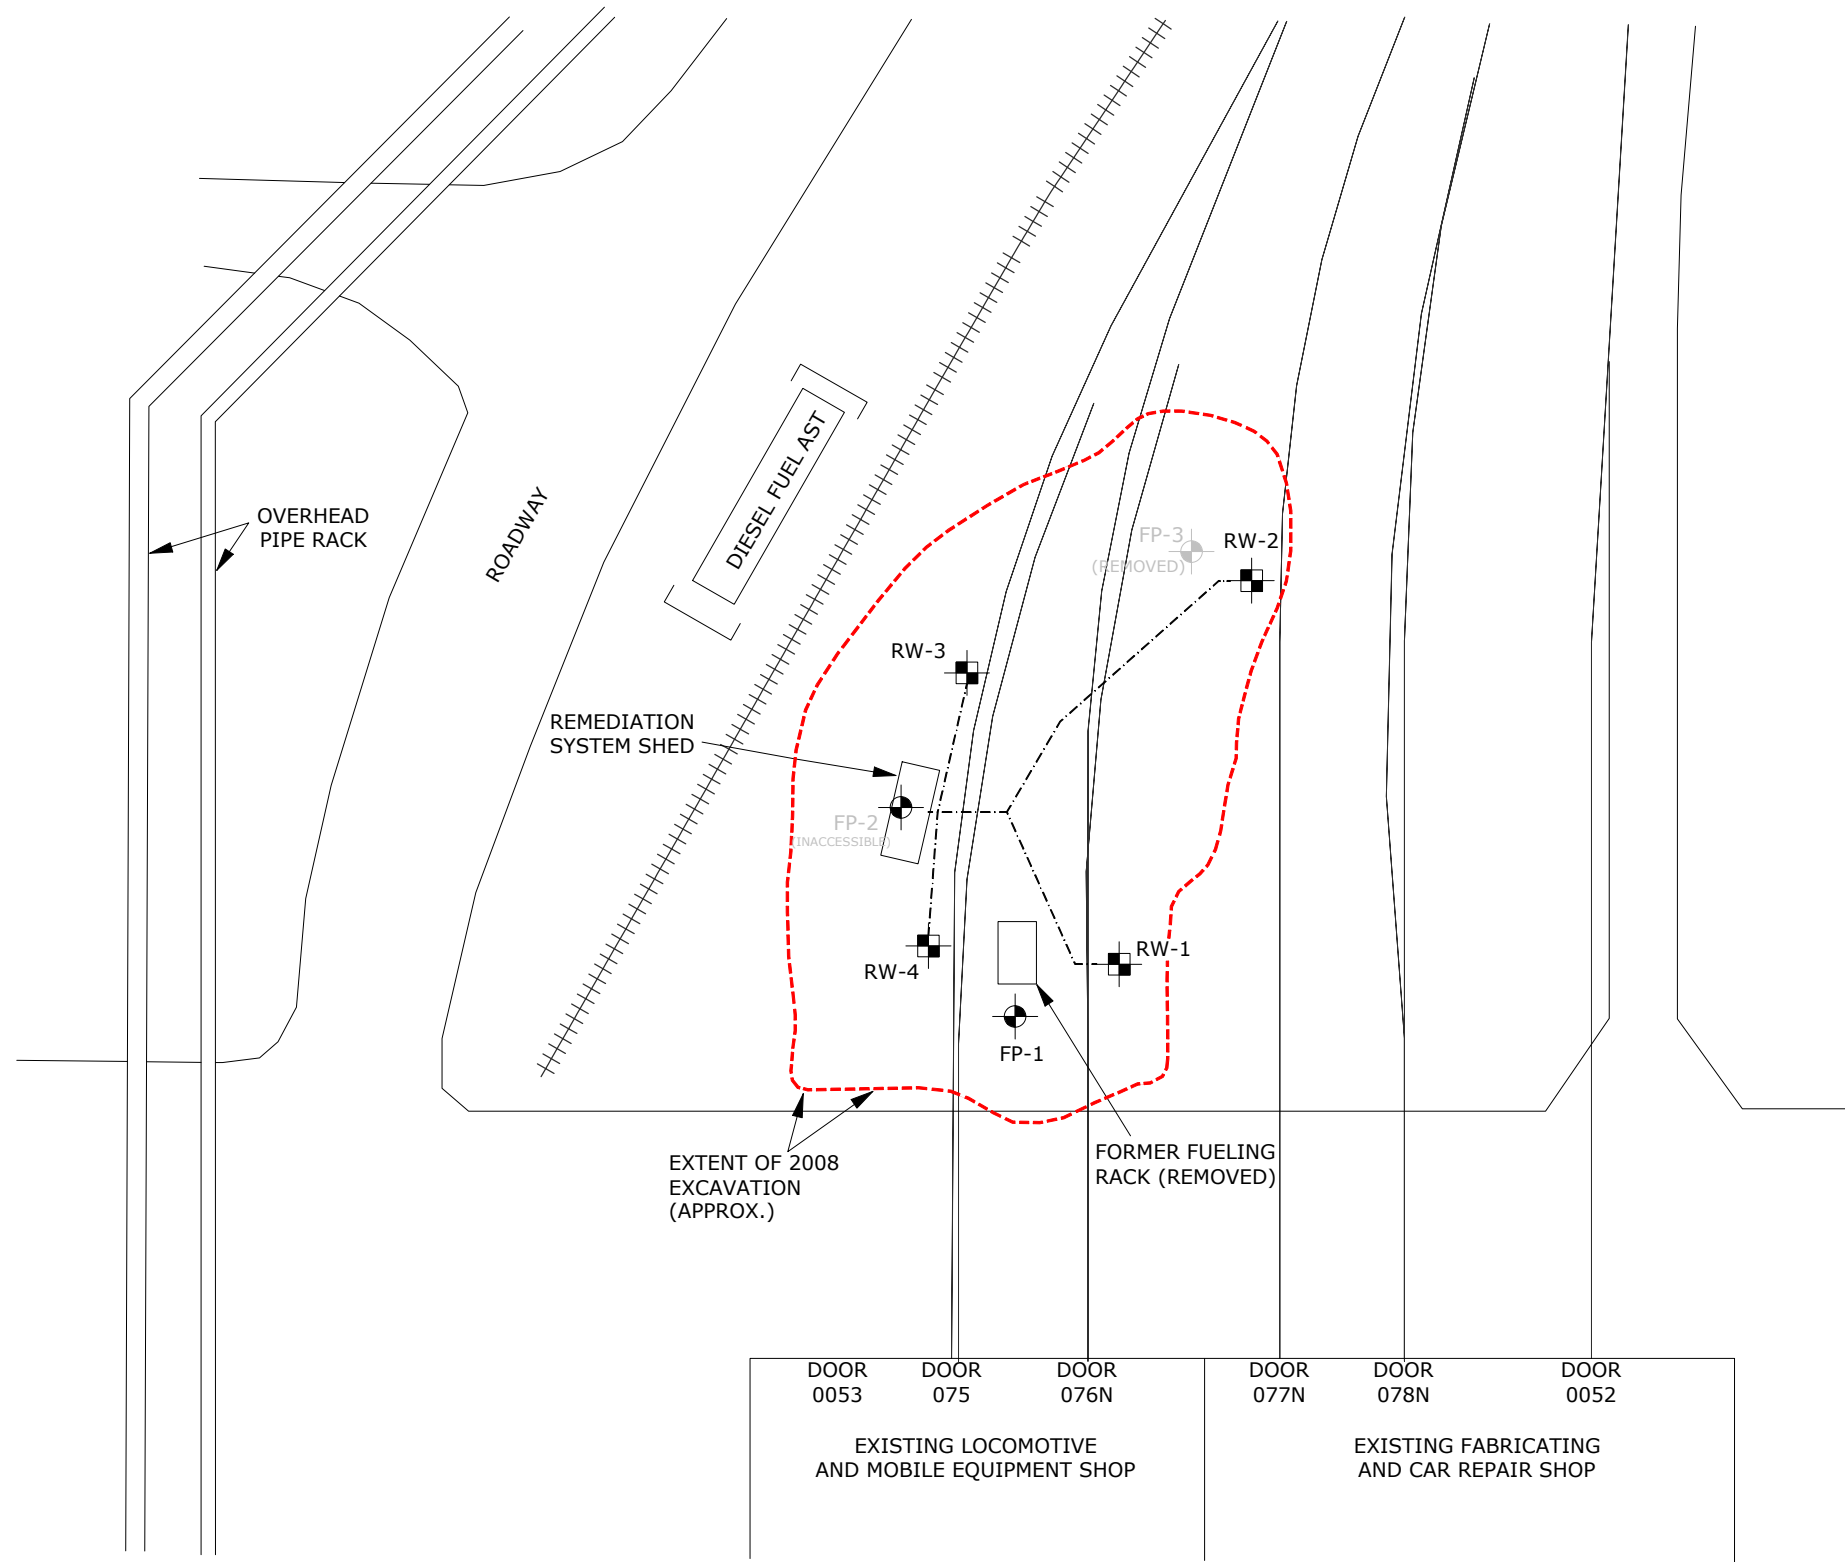 OVERHEAD
PIPE RACK
ROADWAY
DIESEL FUEL AST
FP-3
(REMOVED)
RW-2
RW-3
REMEDIATION
SYSTEM SHED
FP-2
(INACCESSIBLE)
RW-4
RW-1
FP-1
EXTENT OF 2008
EXCAVATION
(APPROX.)
FORMER FUELING
RACK (REMOVED)
DOOR
0053
DOOR
075
DOOR
076N
DOOR
077N
DOOR
078N
DOOR
0052
EXISTING LOCOMOTIVE
AND MOBILE EQUIPMENT SHOP
EXISTING FABRICATING
AND CAR REPAIR SHOP